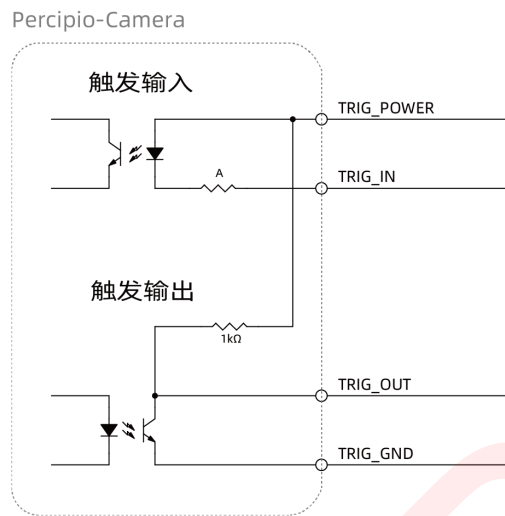 Percipio-Camera
触发输入
TRIG_POWER
A
TRIG_IN
触发输出
1kΩ
TRIG_OUT
TRIG_GND